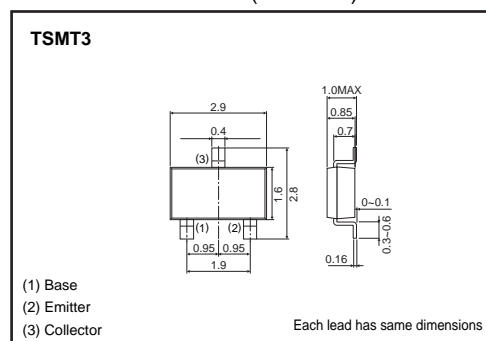 TSMT3
1.0MAX
2.9
0.85
0.4
0.7
(3)
1.6
2.8
0~0.1
(1)
(2)
0.3~0.6
0.95
0.95
0.16
1.9
(1) Base
(2) Emitter
(3) Collector
Each lead has same dimensions